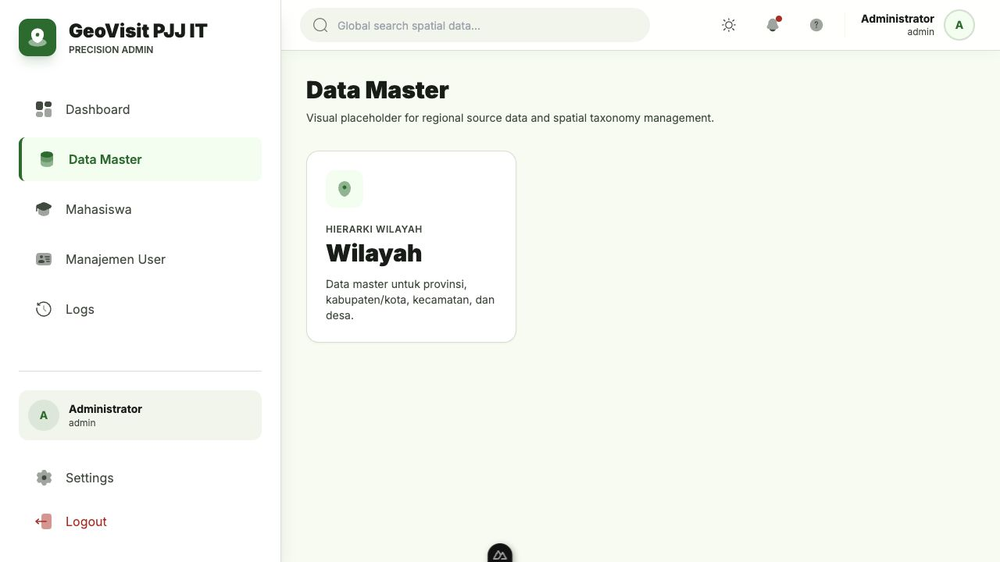 GeoVisit PJJ IT
PRECISION ADMIN
Dashboard
Data Master
Mahasiswa
Manajemen User
Logs
A
Administrator
admin
Settings
Logout
Global search spatial data...
?
Administrator
admin
A
Data Master
Visual placeholder for regional source data and spatial taxonomy management.
HIERARKI WILAYAH
Wilayah
Data master untuk provinsi,
kabupaten/kota, kecamatan, dan
desa.